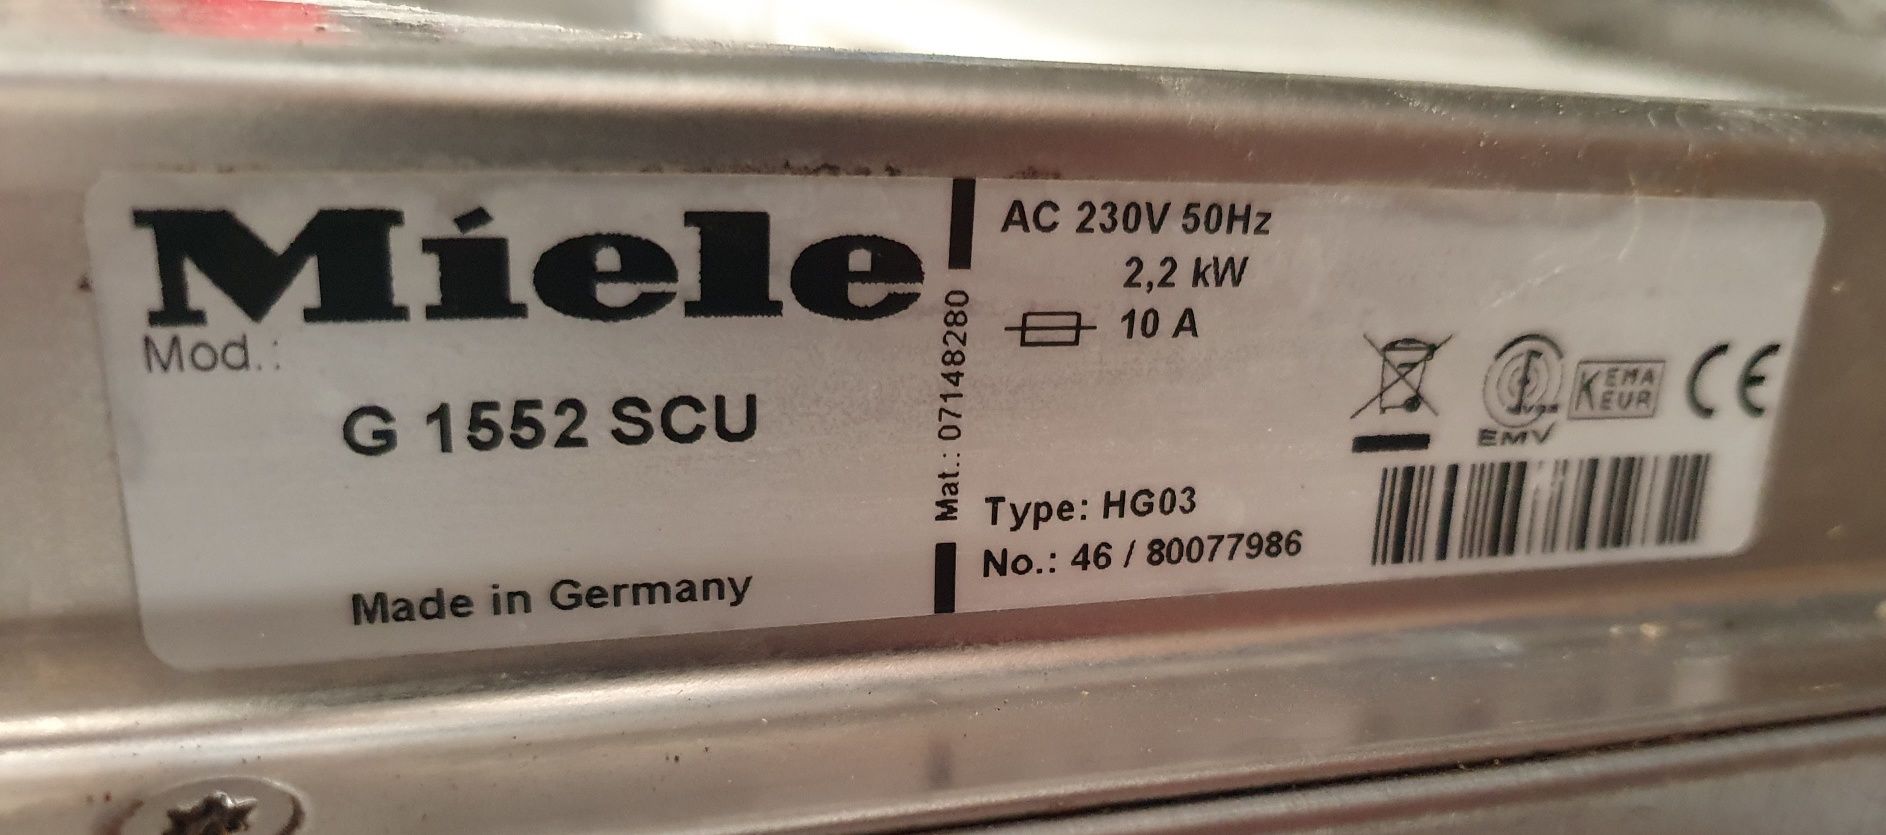 Miele
Mod.:
G 1552 SCU
Made in Germany
Mat.: 07148280
AC 230V 50Hz
2,2 kW
10 A
Type: HG03
No.: 46 / 80077986
EMV
KEMA
KEUR
CE